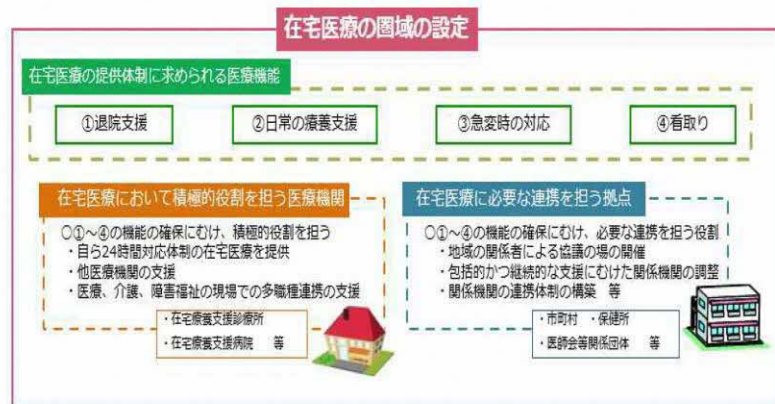 在宅医療の圏域の設定
在宅医療の提供体制に求められる医療機能
①退院支援
②日常の療養支援
③急変時の対応
④看取り
在宅医療において積極的役割を担う医療機関
〇①～④の機能の確保にむけ、積極的役割を担う
・自ら24時間対応体制の在宅医療を提供
・他医療機関の支援
・医療、介護、障害福祉の現場での多職種連携の支援
・在宅療養支援診療所
・在宅療養支援病院 等
在宅医療に必要な連携を担う拠点
〇①～④の機能の確保にむけ、必要な連携を担う役割
・地域の関係者による協議の場の開催
・包括的かつ継続的な支援にむけた関係機関の調整
・関係機関の連携体制の構築 等
・市町村 ・保健所
・医師会等関係団体 等